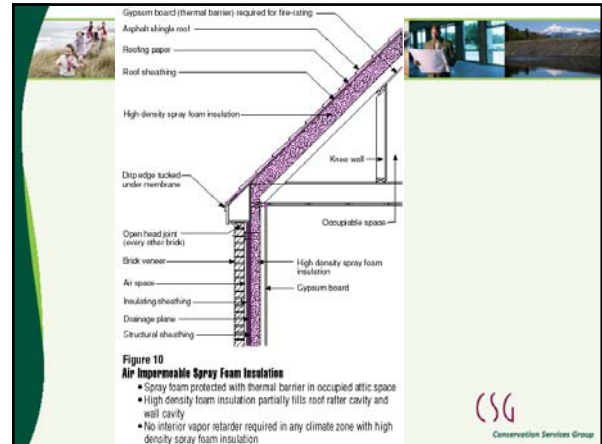 Gypsum board (thermal barrier) required for fire-rating
Asphalt shingle roof
Roofing paper
Roof sheathing
High density spray foam insulation
Knee wall
Drip edge tucked
under membrane
Occupiable space
Open head joint
(every other brick)
Brick veneer
High density spray foam
insulation
Air space
Gypsum board
Insulating sheathing
Drainage plane
Structural sheathing
Figure 10
Air Impermeable Spray Foam Insulation
• Spray foam protected with thermal barrier in occupied attic space
• High density foam insulation partially fills roof rafter cavity and
wall cavity
• No interior vapor retarder required in any climate zone with high
density spray foam insulation
CSG
Conservation Services Group